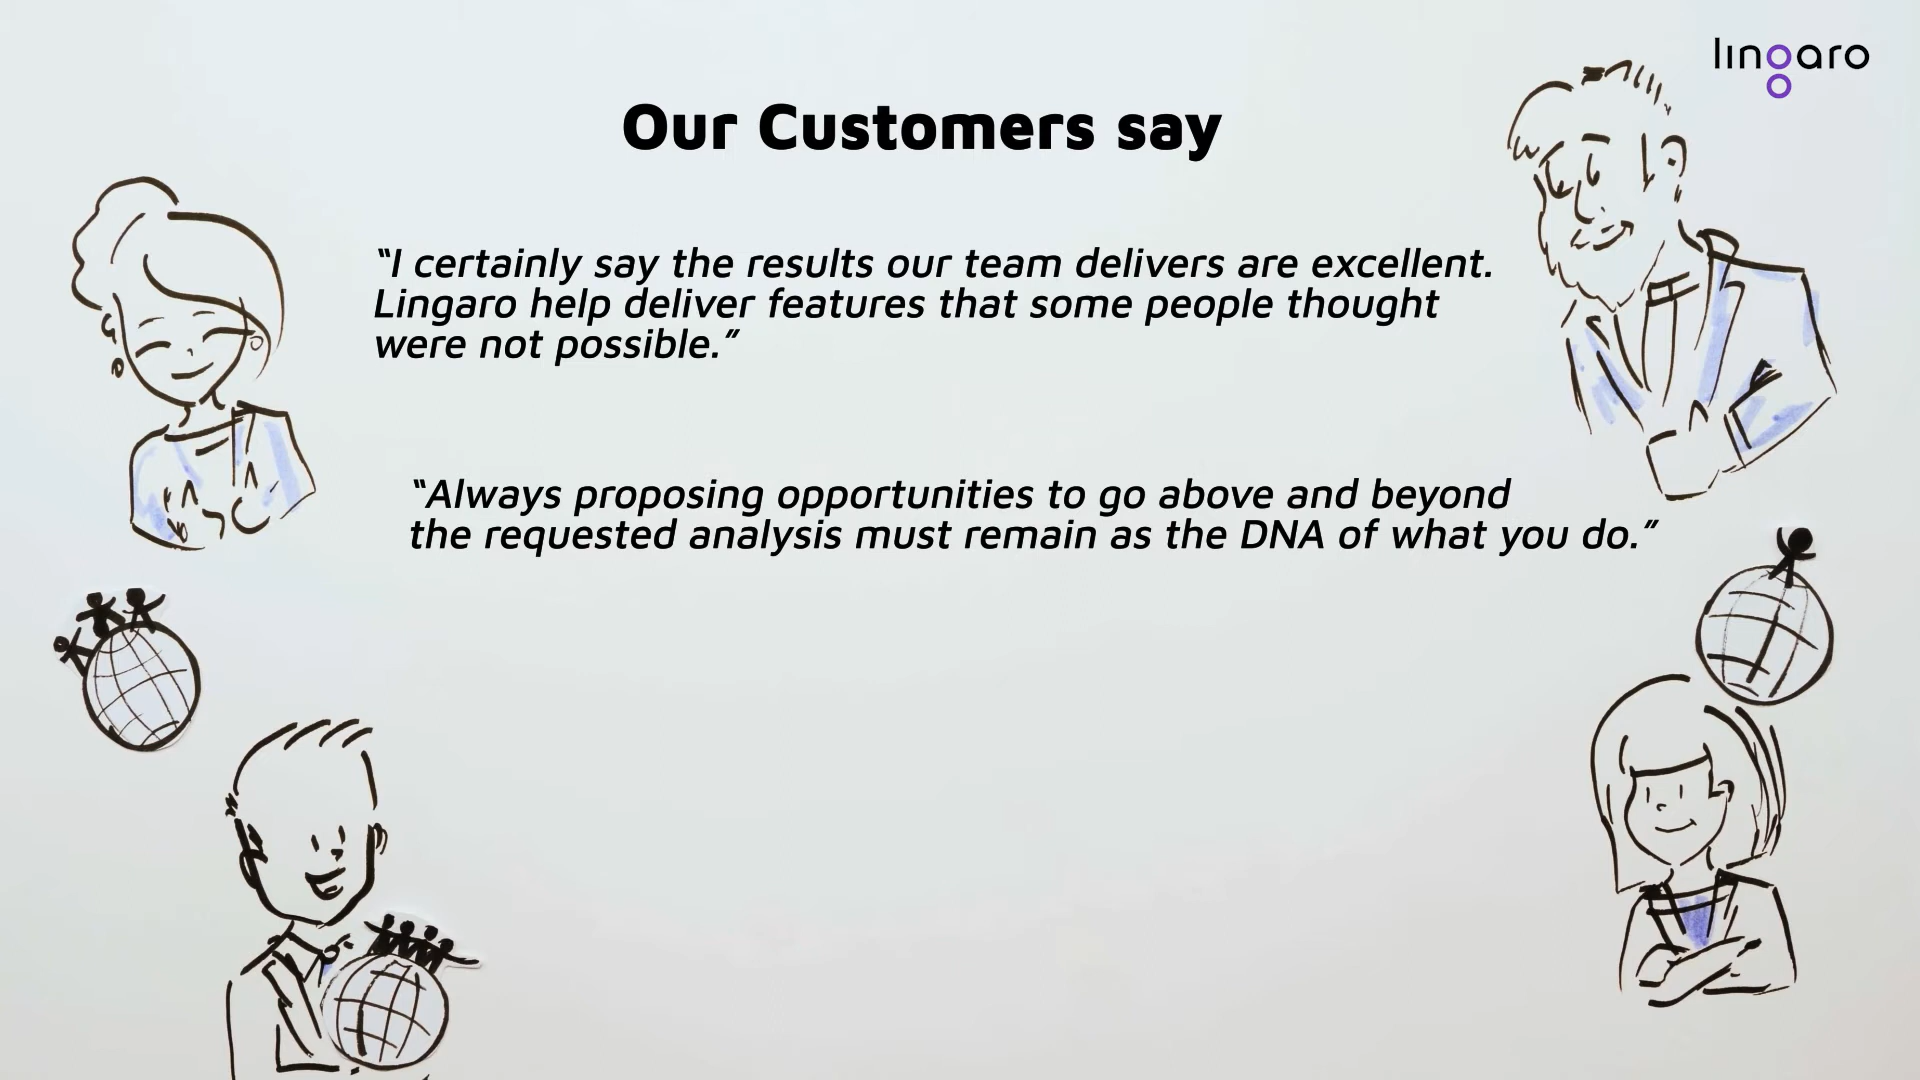 lingaro
Our Customers say
“I certainly say the results our team delivers are excellent.
Lingaro help deliver features that some people thought
were not possible.”
“Always proposing opportunities to go above and beyond
the requested analysis must remain as the DNA of what you do.”